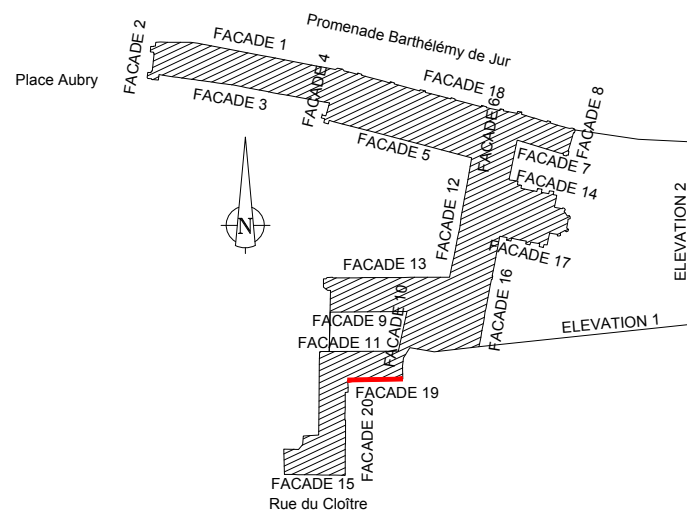 Promenade Barthélémy de Jur
FACADE 2
FACADE 1
FACADE 4
Place Aubry
FACADE 18
FACADE 8
FACADE 3
FACADE 6
FACADE 5
FACADE 7
FACADE 14
FACADE 12
ELEVATION 2
N
FACADE 17
FACADE 13
FACADE 10
FACADE 16
FACADE 9
ELEVATION 1
FACADE 11
FACADE 19
FACADE 20
FACADE 15
Rue du Cloître